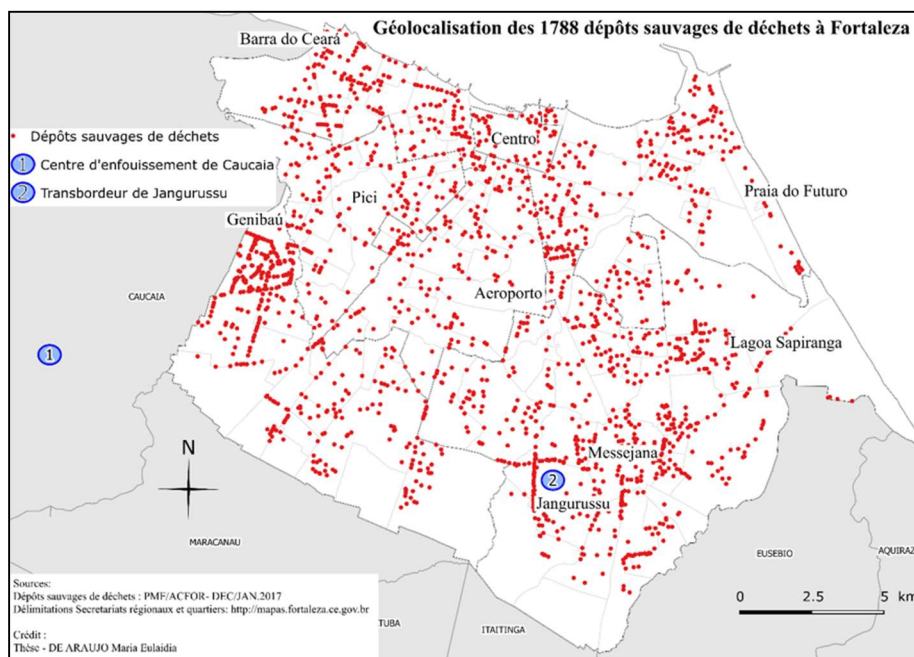 Géolocalisation des 1788 dépôts sauvages de déchets à Fortaleza
Barra do Ceará
Dépôts sauvages de déchets
1 Centre d'enfouissement de Caucaia
2 Transbordeur de Jangurussu
Centro
Pici
Praia do Futuro
Genibaú
Aeroporto
CAUCAIA
1
Lagoa Sapiranga
N
Messejana
2
Jangurussu
MARACANAU
EUSEBIO
AQUIRAZ
Sources:
Dépôts sauvages de déchets : PMF/ACFOR- DEC/JAN.2017
Délimitations Secretariats régionaux et quartiers: http://mapas.fortaleza.ce.gov.br
Crédit :
Thèse - DE ARAUJO Maria Eulaidia
TUBA
ITAITINGA
0 2.5 5 km